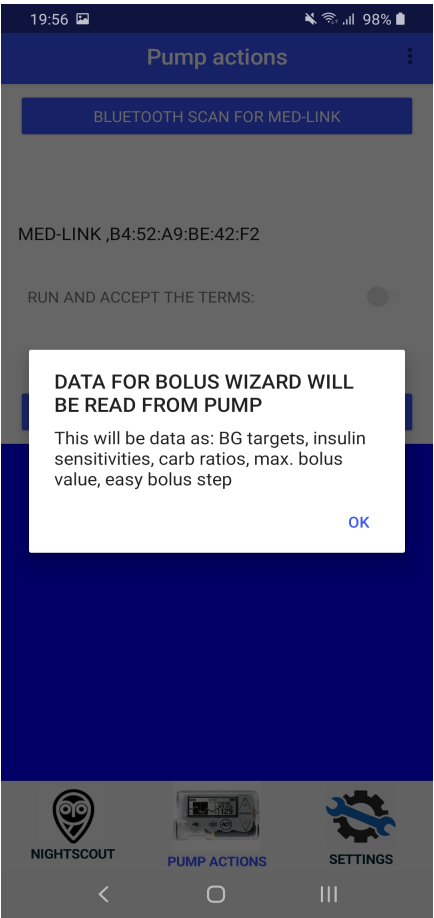 19:56
98%
Pump actions
BLUETOOTH SCAN FOR MED-LINK
MED-LINK ,B4:52:A9:BE:42:F2
RUN AND ACCEPT THE TERMS:
DATA FOR BOLUS WIZARD WILL
BE READ FROM PUMP
This will be data as: BG targets, insulin
sensitivities, carb ratios, max. bolus
value, easy bolus step
OK
NIGHTSCOUT
PUMP ACTIONS
SETTINGS